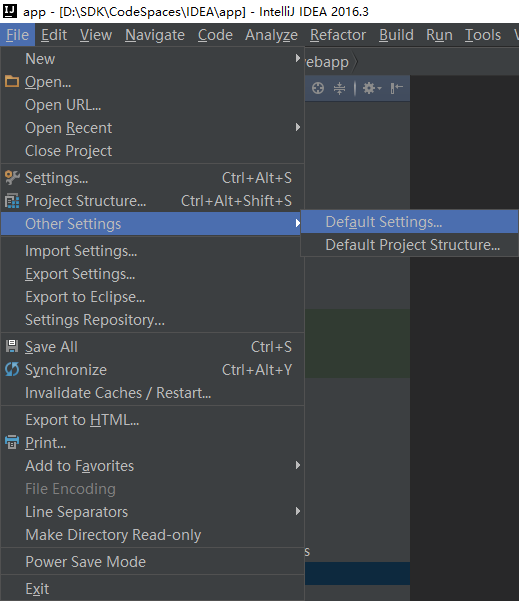 app - [D:\SDK\CodeSpaces\IDEA\app] - IntelliJ IDEA 2016.3
File Edit View Navigate Code Analyze Refactor Build Run Tools
New
ebapp
Open...
Open URL...
Open Recent
Close Project
Settings... Ctrl+Alt+S
Project Structure... Ctrl+Alt+Shift+S
Other Settings
Default Settings...
Default Project Structure...
Import Settings...
Export Settings...
Export to Eclipse...
Settings Repository...
Save All Ctrl+S
Synchronize Ctrl+Alt+Y
Invalidate Caches / Restart...
Export to HTML...
Print...
Add to Favorites
File Encoding
Line Separators
Make Directory Read-only
s
Power Save Mode
Exit